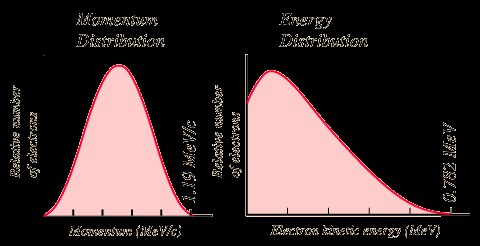 Momentum
Distribution
Energy
Distribution
Relative number
of electrons
1.19 MeV/c
Relative number
of electrons
0.782 MeV
Momentum (MeV/c)
Electron kineric energy (MeV)